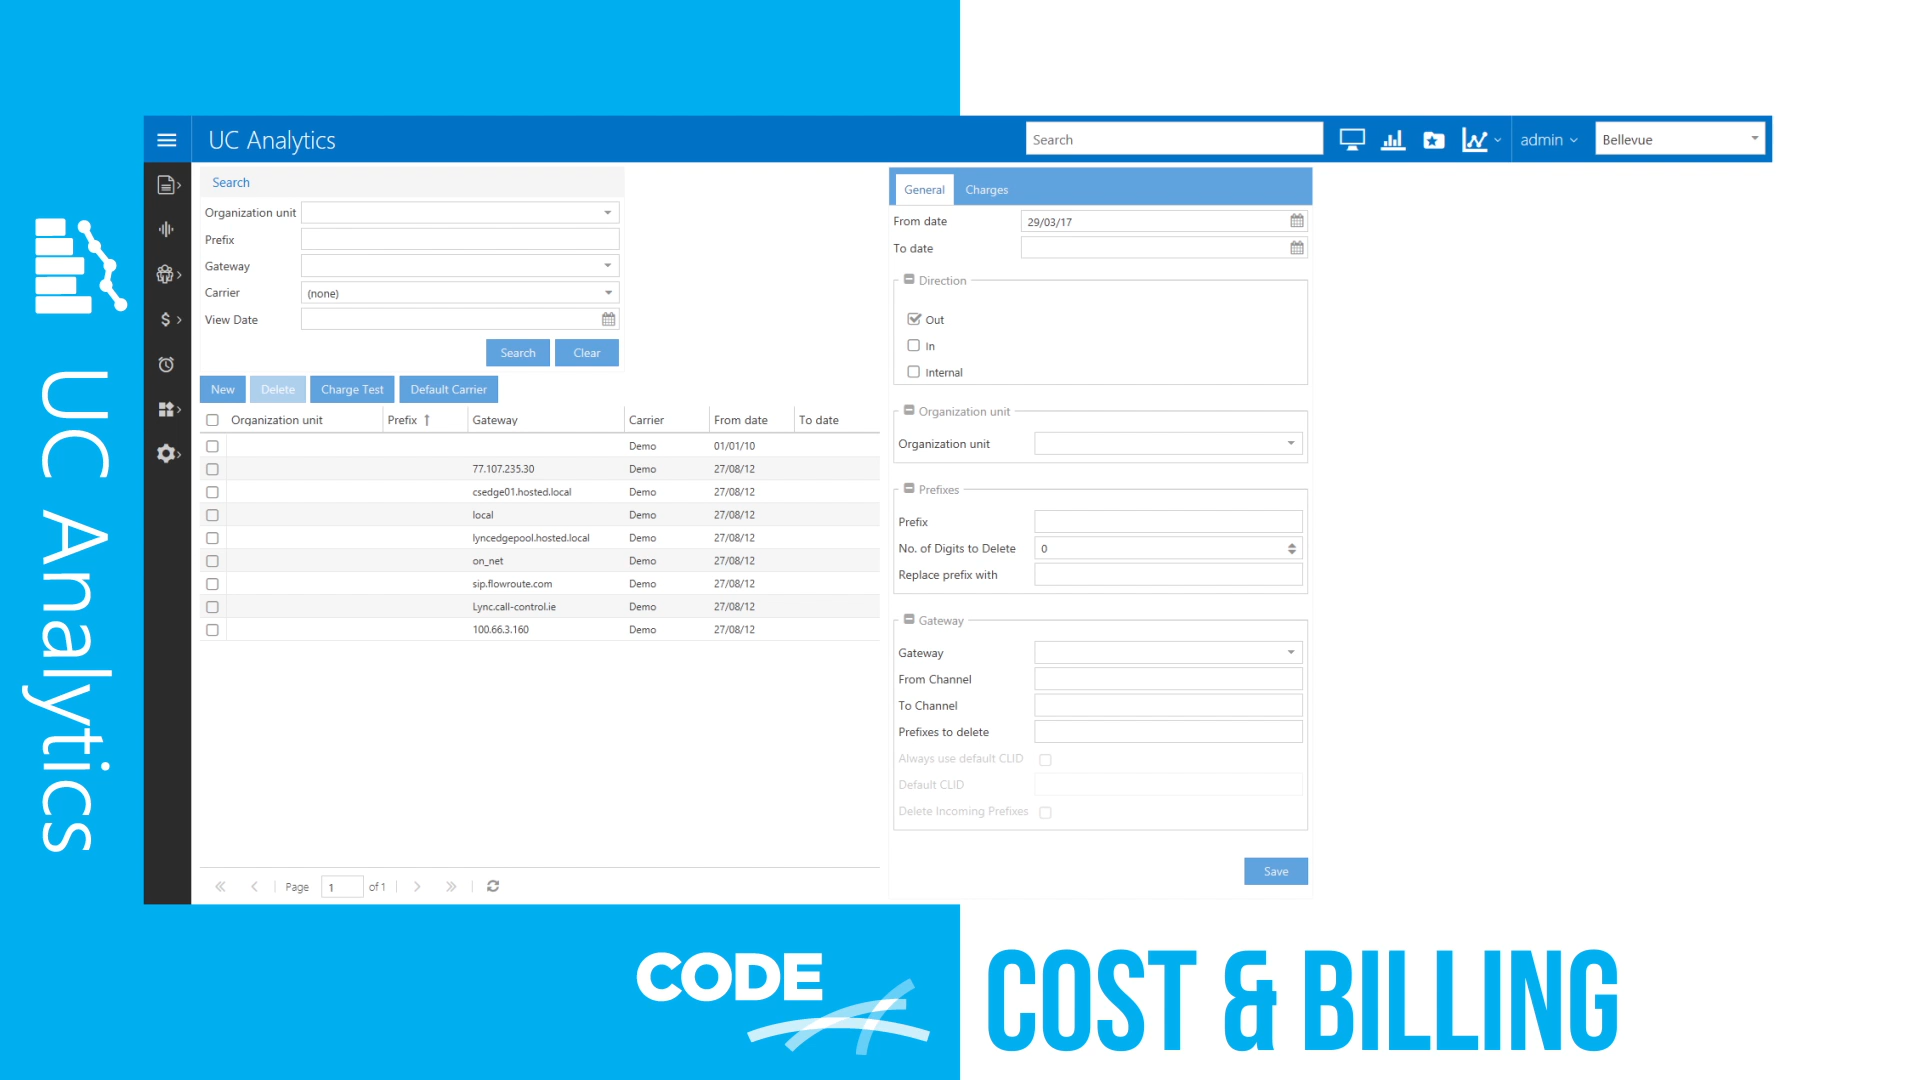 UC Analytics
UC Analytics
Search
admin
Bellevue
Search
Organization unit
Prefix
Gateway
Carrier
(none)
View Date
Search
Clear
New
Delete
Charge Test
Default Carrier
Organization unit
Prefix
Gateway
Carrier
From date
To date
Demo 01/01/10
77.107.235.30 Demo 27/08/12
csedge01.hosted.local Demo 27/08/12
local Demo 27/08/12
lyncedgepool.hosted.local Demo 27/08/12
on_net Demo 27/08/12
sip.flowroute.com Demo 27/08/12
Lync.call-control.ie Demo 27/08/12
100.66.3.160 Demo 27/08/12
Page 1 of 1
General
Charges
From date 29/03/17
To date
Direction
Out
In
Internal
Organization unit
Organization unit
Prefixes
Prefix
No. of Digits to Delete 0
Replace prefix with
Gateway
Gateway
From Channel
To Channel
Prefixes to delete
Always use default CLID
Default CLID
Delete Incoming Prefixes
Save
CODE
COST & BILLING